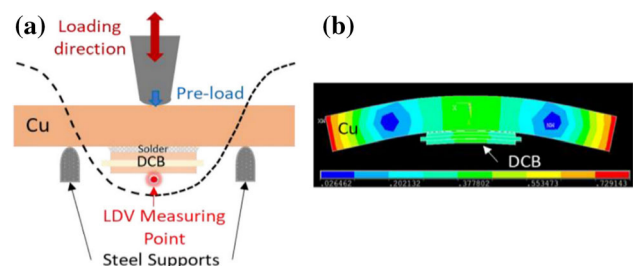 (a)
Loading
direction
Pre-load
Cu
Solder
DCB
LDV Measuring
Point
Steel Supports
(b)
Cu
DCB
.026462
.202132
.377802
.553473
.729143